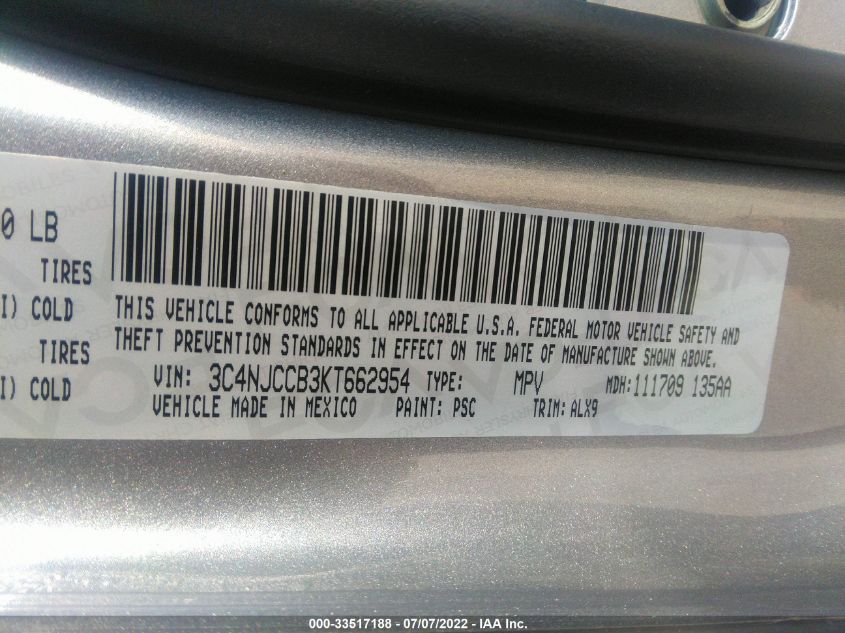 0 LB
TIRES
I) COLD
TIRES
I) COLD
THIS VEHICLE CONFORMS TO ALL APPLICABLE U.S.A. FEDERAL MOTOR VEHICLE SAFETY AND
THEFT PREVENTION STANDARDS IN EFFECT ON THE DATE OF MANUFACTURE SHOWN ABOVE.
VIN: 3C4NJCCB3KT662954 TYPE: MPV MDH:111709 135AA
VEHICLE MADE IN MEXICO PAINT: PSC TRIM:ALX9
000-33517188 - 07/07/2022 - IAA Inc.